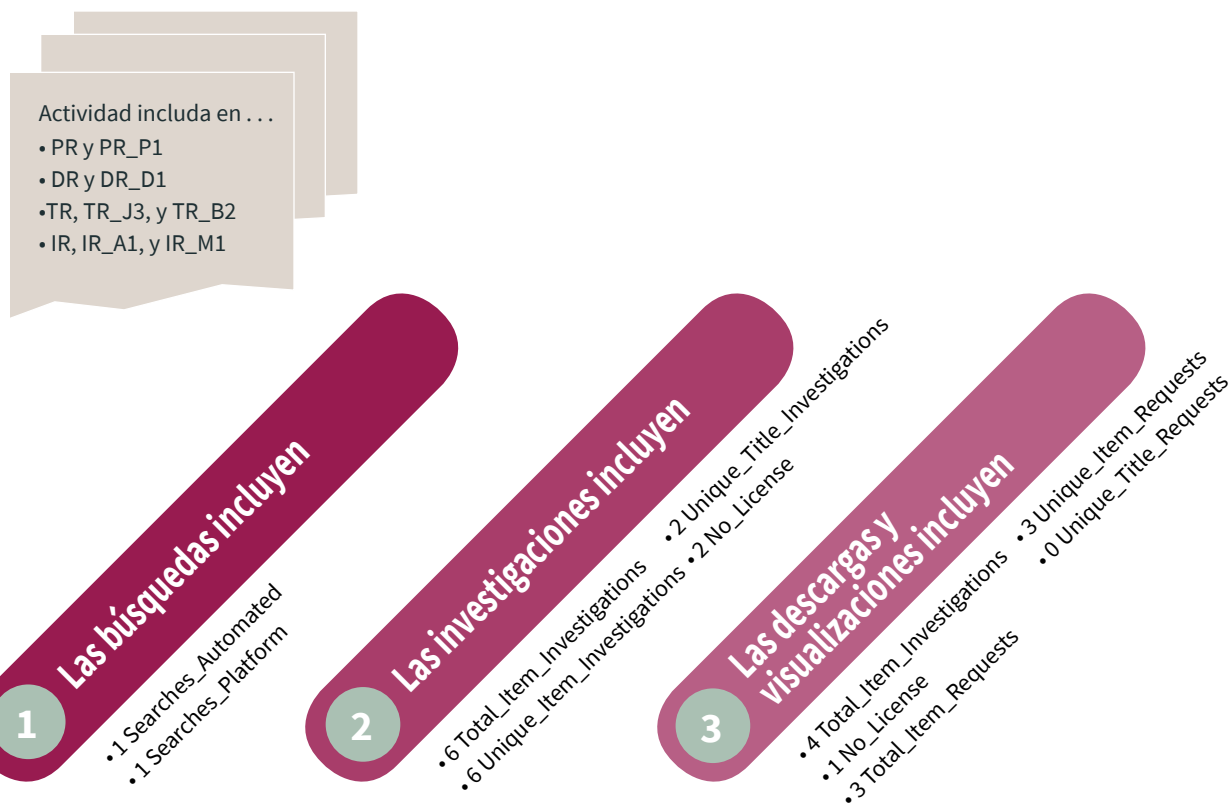 Actividad includa en . . .
• PR y PR_P1
• DR y DR_D1
•TR, TR_J3, y TR_B2
• IR, IR_A1, y IR_M1
1
Las búsquedas incluyen
• 1 Searches_Automated
• 1 Searches_Platform
2
Las investigaciones incluyen
• 6 Total_Item_Investigations
• 6 Unique_Item_Investigations
• 2 Unique_Title_Investigations
• 2 No_License
3
Las descargas y
visualizaciones incluyen
• 4 Total_Item_Investigations
• 1 No_License
• 3 Total_Item_Requests
• 3 Unique_Item_Requests
• 0 Unique_Title_Requests